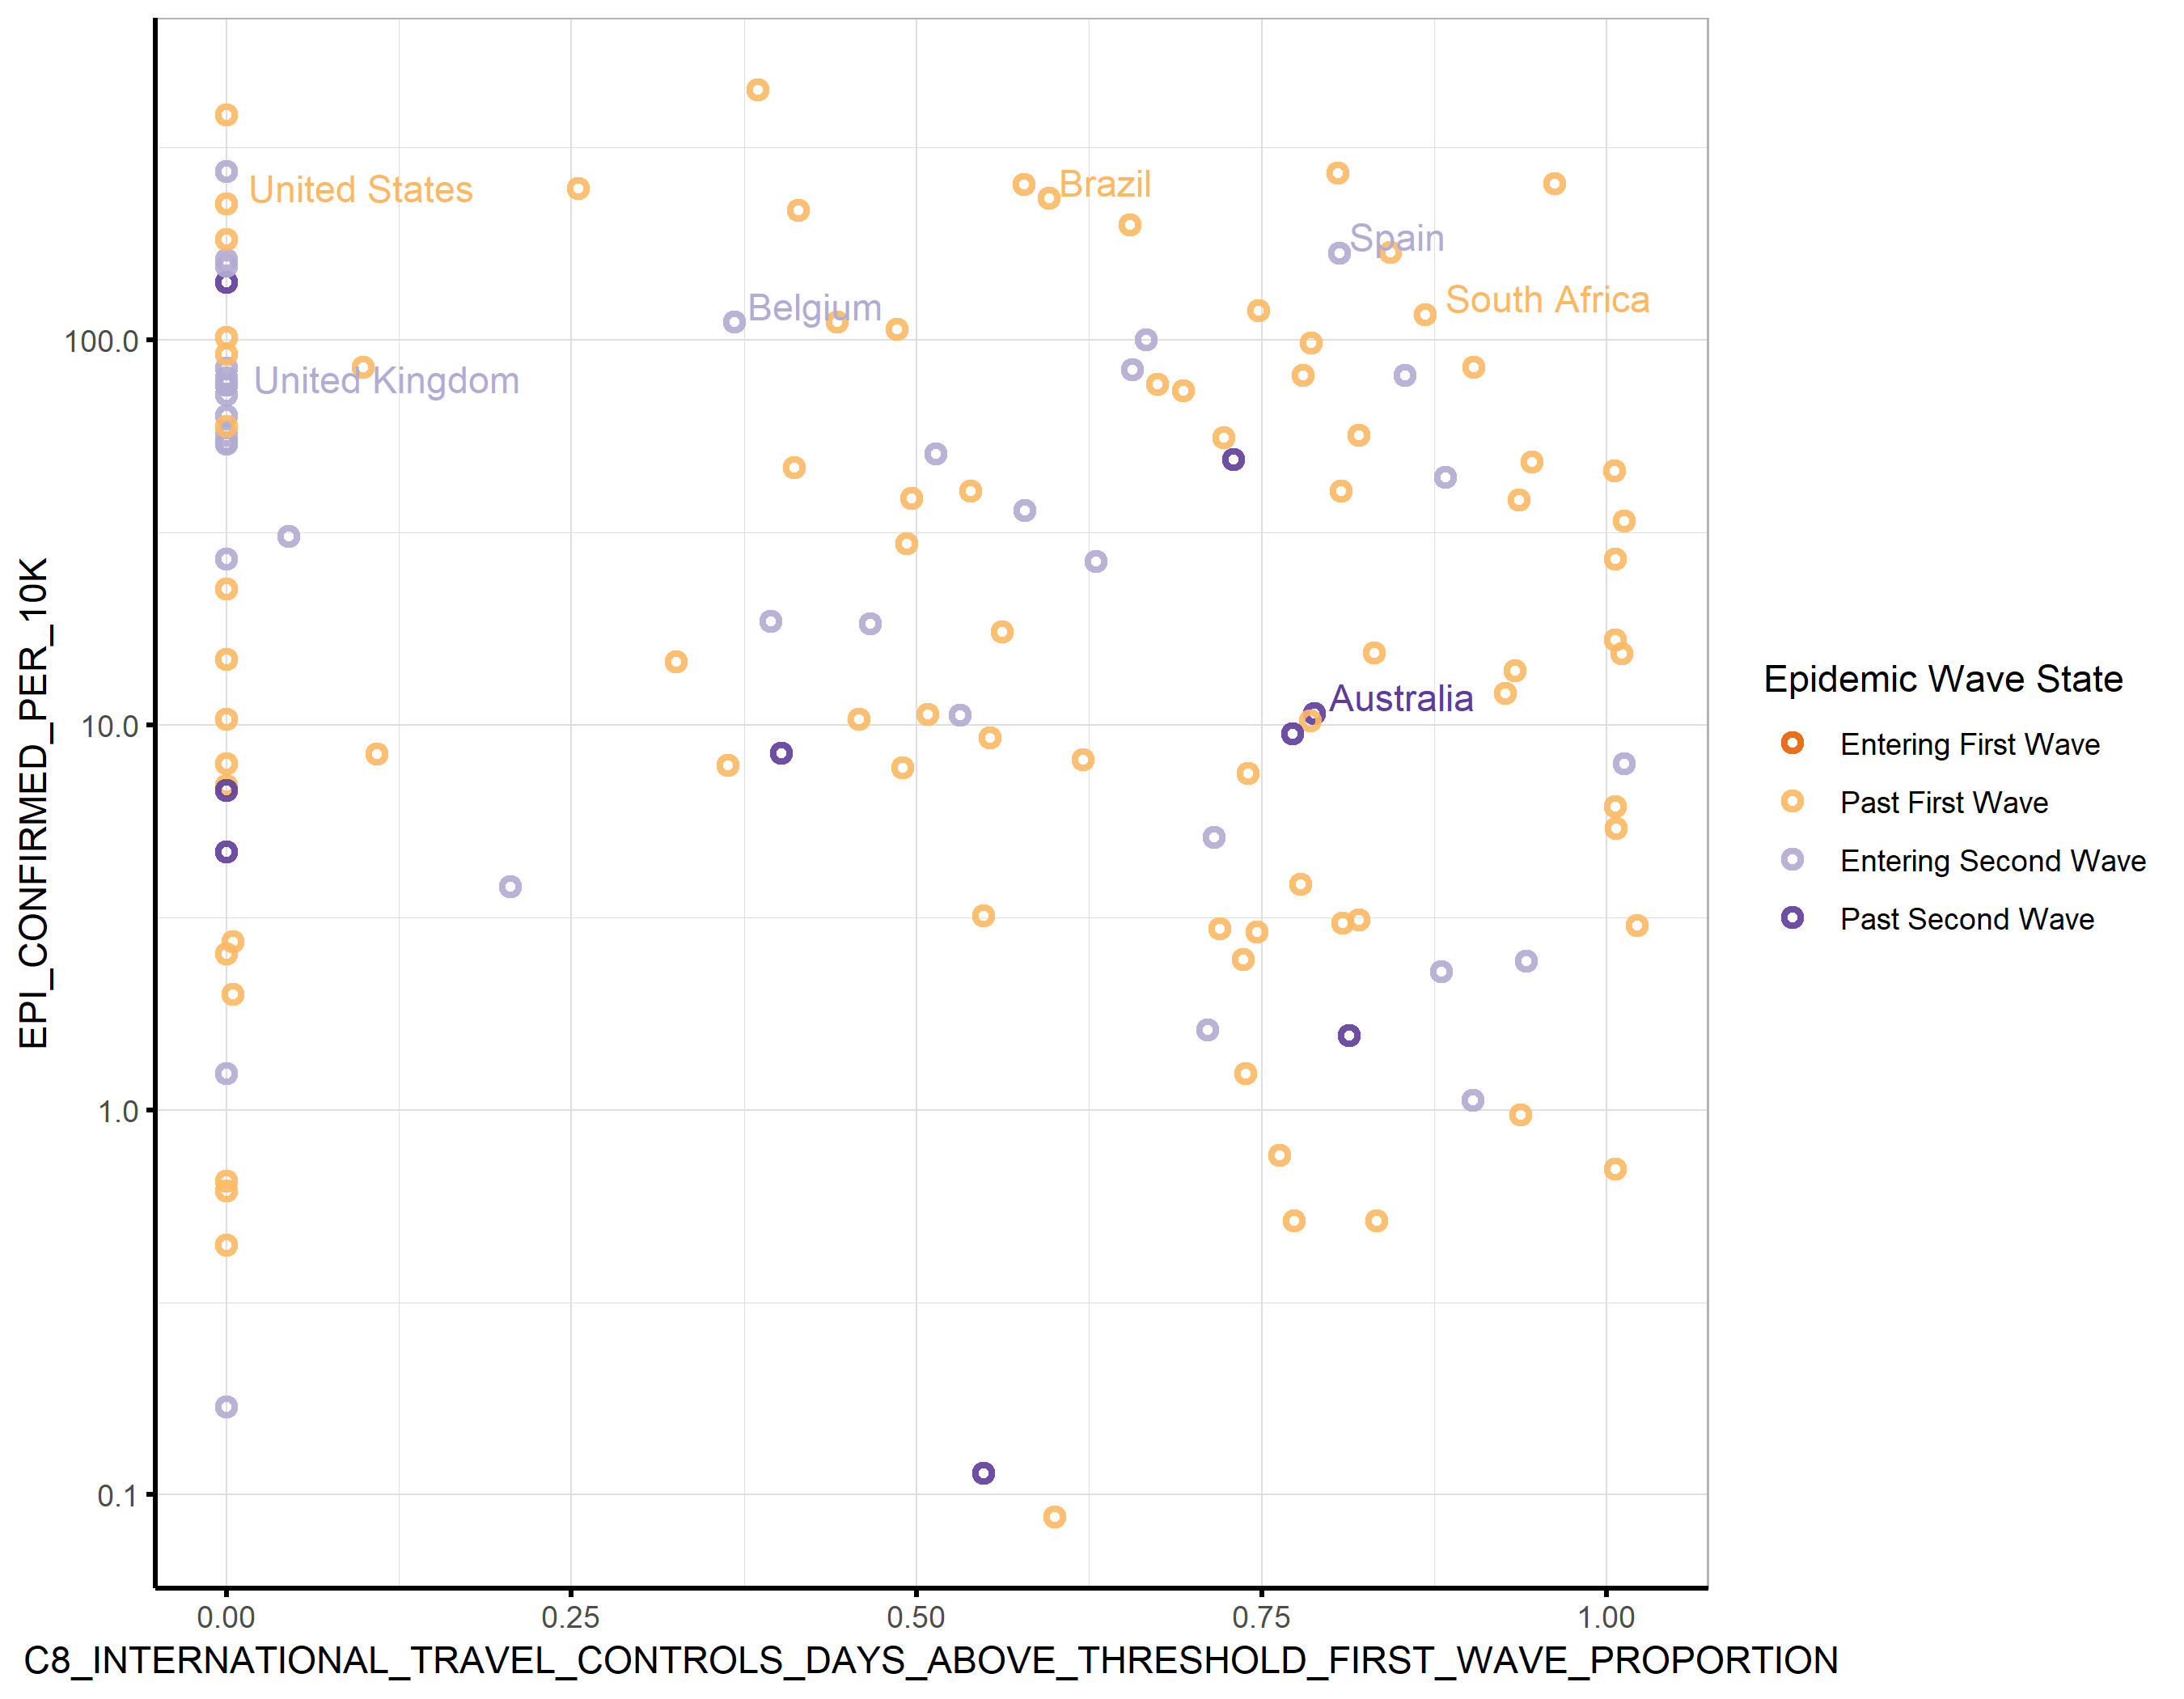 United States
Brazil
Spain
South Africa
Belgium
United Kingdom
Australia
100.0
10.0
1.0
0.1
EPI_CONFIRMED_PER_10K
0.00 0.25 0.50 0.75 1.00
C8_INTERNATIONAL_TRAVEL_CONTROLS_DAYS_ABOVE_THRESHOLD_FIRST_WAVE_PROPORTION
Epidemic Wave State
Entering First Wave
Past First Wave
Entering Second Wave
Past Second Wave